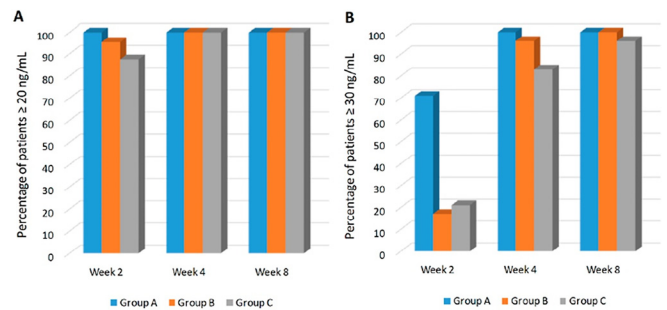 A
Percentage of patients ≥ 20 ng/mL
100
90
80
70
60
50
40
30
20
10
0
Week 2 Week 4 Week 8
Group A Group B Group C
B
Percentage of patients ≥ 30 ng/mL
100
90
80
70
60
50
40
30
20
10
0
Week 2 Week 4 Week 8
Group A Group B Group C